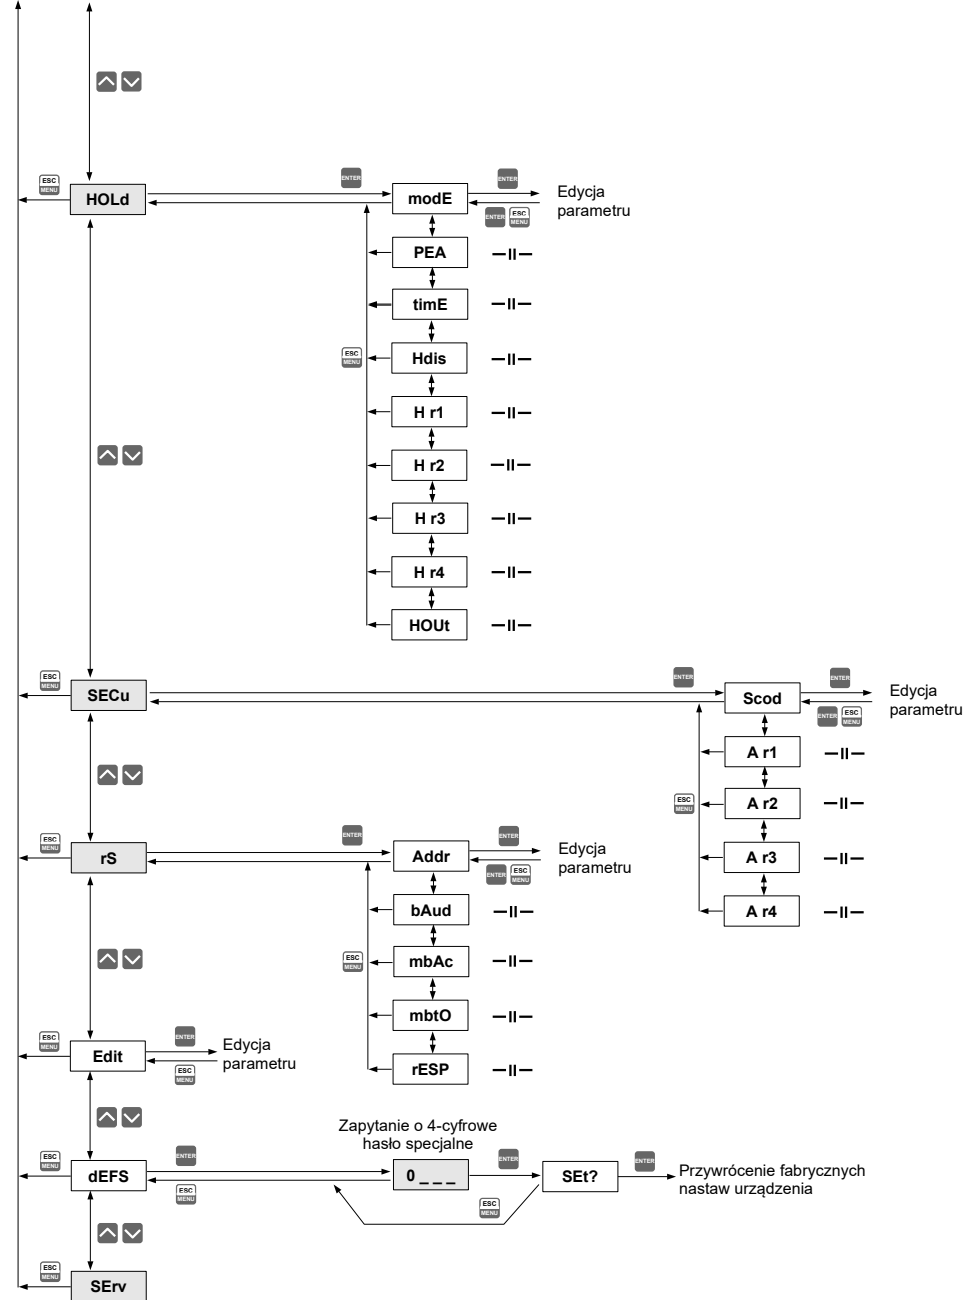 ESC
MENU
HOLd
ENTER
modE
ENTER
ENTER
ESC
MENU
Edycja
parametru
PEA
—II—
timE
—II—
ESC
MENU
Hdis
—II—
H r1
—II—
H r2
—II—
H r3
—II—
H r4
—II—
HOUt
—II—
ESC
MENU
SECu
ENTER
Scod
ENTER
ENTER
ESC
MENU
Edycja
parametru
A r1
—II—
ESC
MENU
A r2
—II—
A r3
—II—
A r4
—II—
ESC
MENU
rS
ENTER
Addr
ENTER
ENTER
ESC
MENU
Edycja
parametru
bAud
—II—
ESC
MENU
mbAc
—II—
mbtO
—II—
rESP
—II—
ESC
MENU
Edit
ENTER
ESC
MENU
Edycja
parametru
Zapytanie o 4-cyfrowe
hasło specjalne
ESC
MENU
dEFS
ENTER
ESC
MENU
0 _ _ _
ENTER
ESC
MENU
SEt?
ENTER
Przywrócenie fabrycznych
nastaw urządzenia
ESC
MENU
SErv